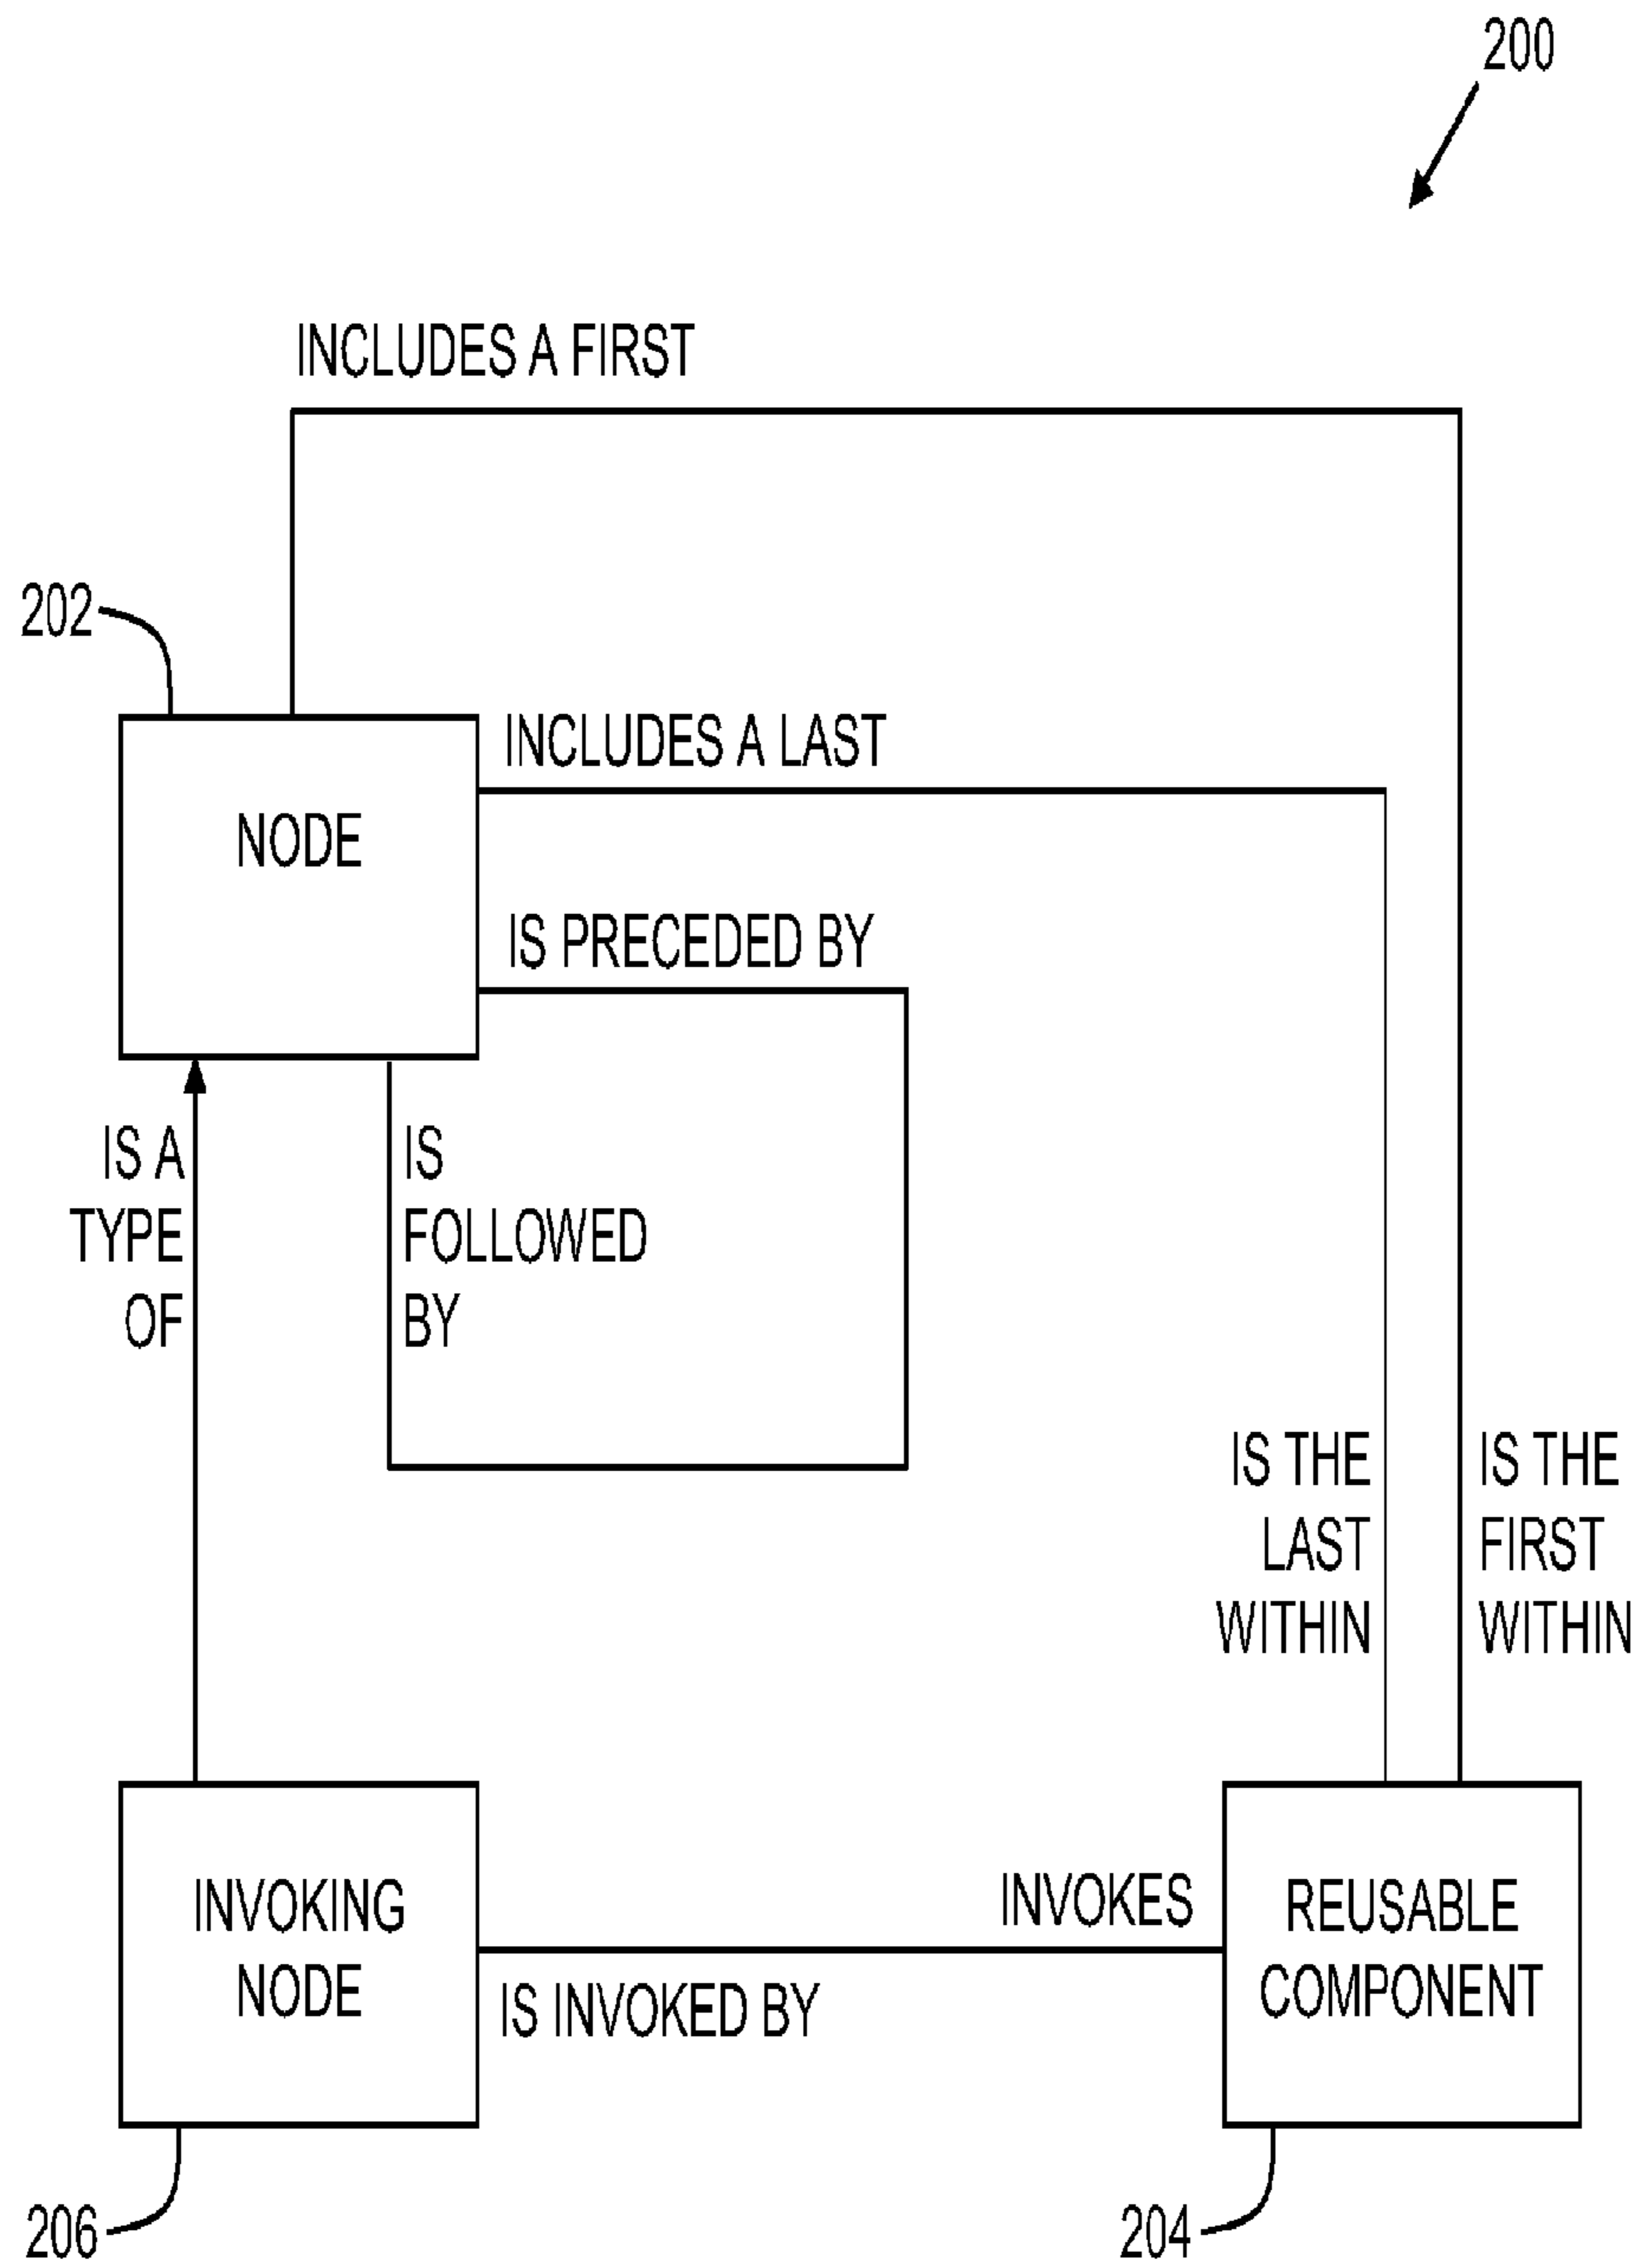 200
INCLUDES A FIRST
202
INCLUDES A LAST
NODE
IS PRECEDED BY
IS A
TYPE
OF
IS
FOLLOWED
BY
IS THE
LAST
WITHIN
IS THE
FIRST
WITHIN
INVOKING
NODE
INVOKES
IS INVOKED BY
REUSABLE
COMPONENT
206
204